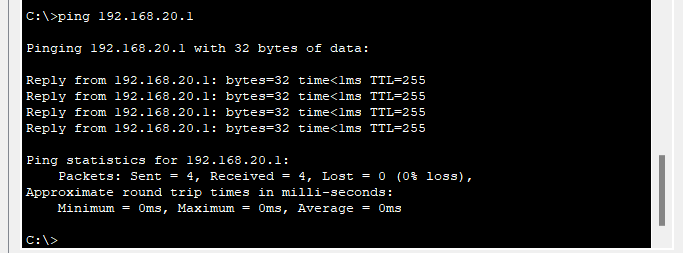 C:\>ping 192.168.20.1
Pinging 192.168.20.1 with 32 bytes of data:
Reply from 192.168.20.1: bytes=32 time<1ms TTL=255
Reply from 192.168.20.1: bytes=32 time<1ms TTL=255
Reply from 192.168.20.1: bytes=32 time<1ms TTL=255
Reply from 192.168.20.1: bytes=32 time<1ms TTL=255
Ping statistics for 192.168.20.1:
Packets: Sent = 4, Received = 4, Lost = 0 (0% loss),
Approximate round trip times in milli-seconds:
Minimum = 0ms, Maximum = 0ms, Average = 0ms
C:\>